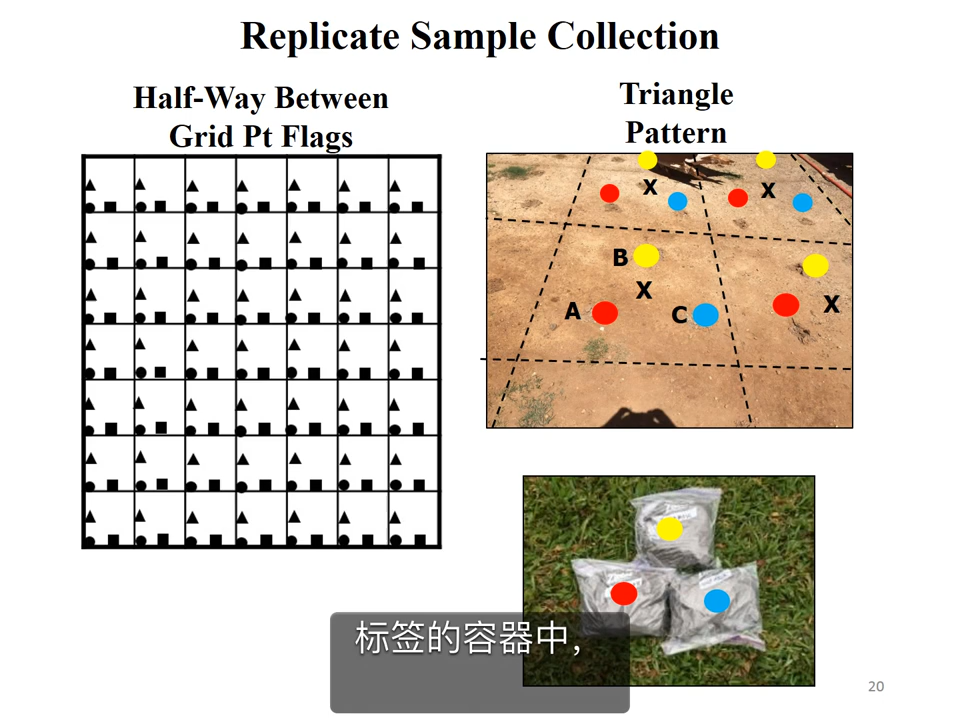 Replicate Sample Collection
Half-Way Between
Grid Pt Flags
Triangle
Pattern
X
X
B
X
A
C
X
标签的容器中，
20